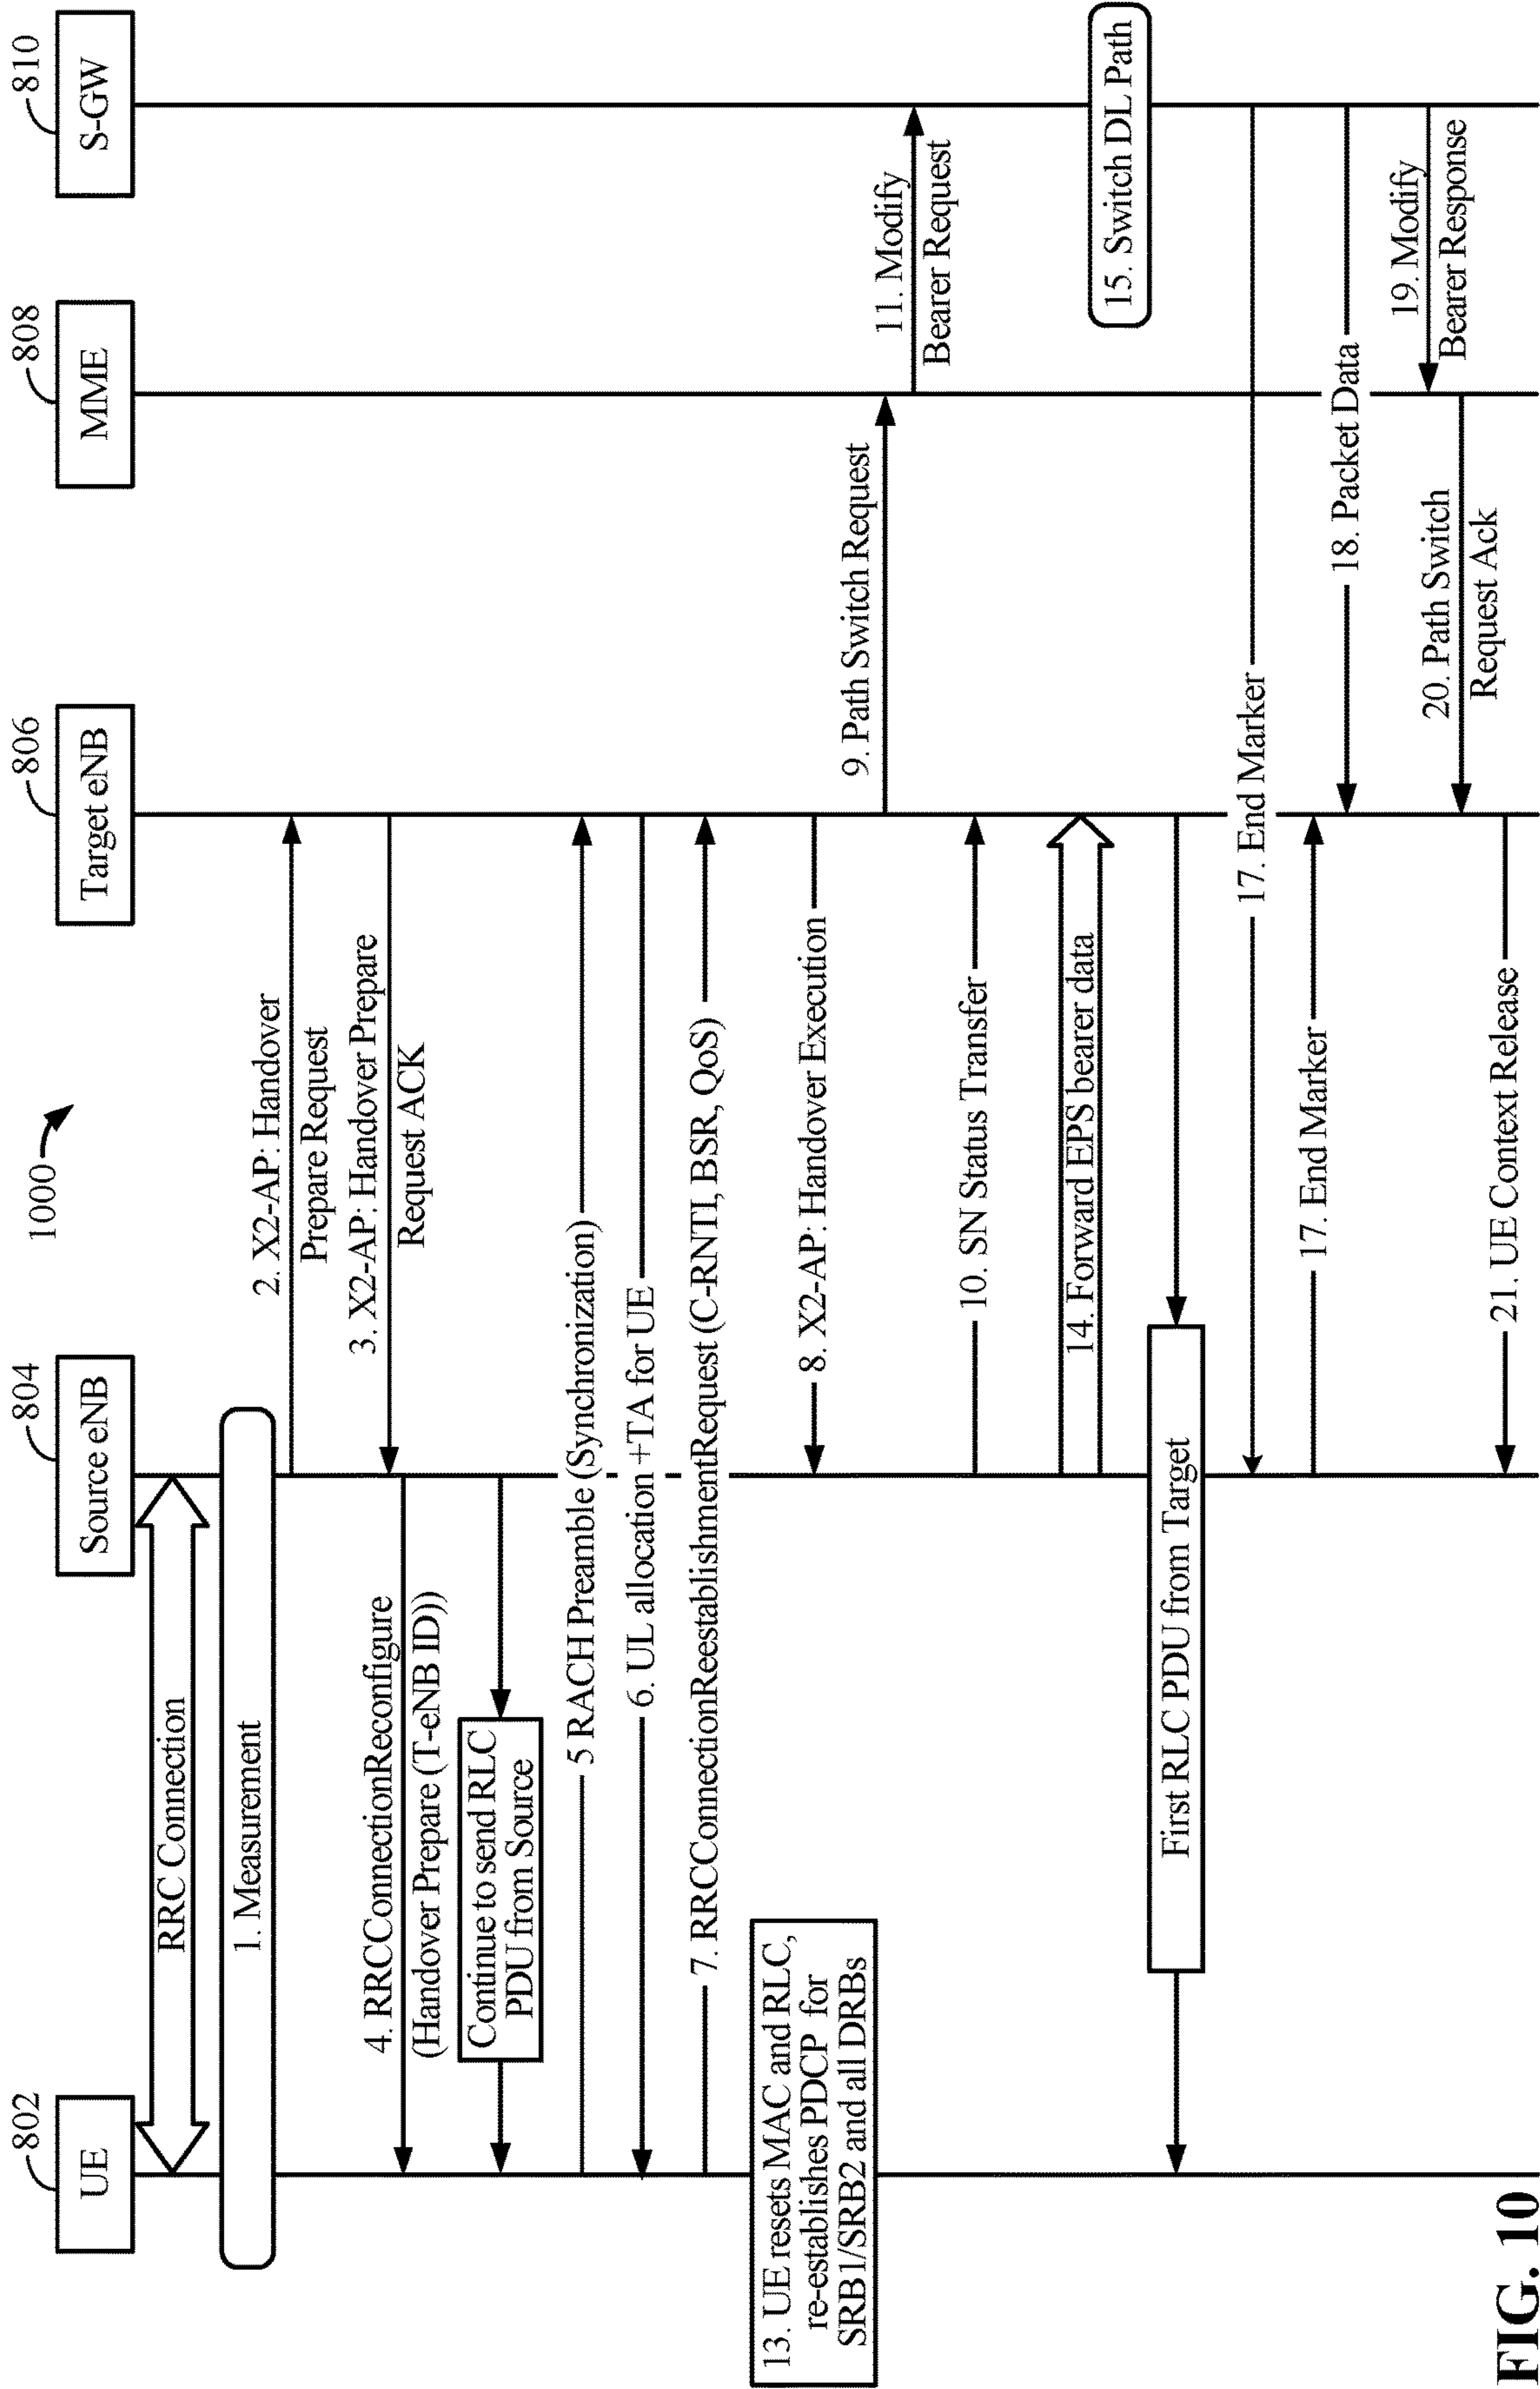 1000
802
804
806
808
810
UE
Source eNB
Target eNB
MME
S-GW
RRC Connection
1. Measurement
2. X2-AP: Handover
Prepare Request
3. X2-AP: Handover Prepare
Request ACK
4. RRCConnectionReconfigure
(Handover Prepare (T-eNB ID))
Continue to send RLC
PDU from Source
5 RACH Preamble (Synchronization)
6. UL allocation +TA for UE
7. RRCConnectionReestablishmentRequest (C-RNTI, BSR, QoS)
13. UE resets MAC and RLC,
re-establishes PDCP for
SRB1/SRB2 and all DRBs
8. X2-AP: Handover Execution
9. Path Switch Request
11. Modify
Bearer Request
10. SN Status Transfer
14. Forward EPS bearer data
15. Switch DL Path
First RLC PDU from Target
17. End Marker
17. End Marker
18. Packet Data
19. Modify
Bearer Response
20. Path Switch
Request Ack
21. UE Context Release
FIG. 10